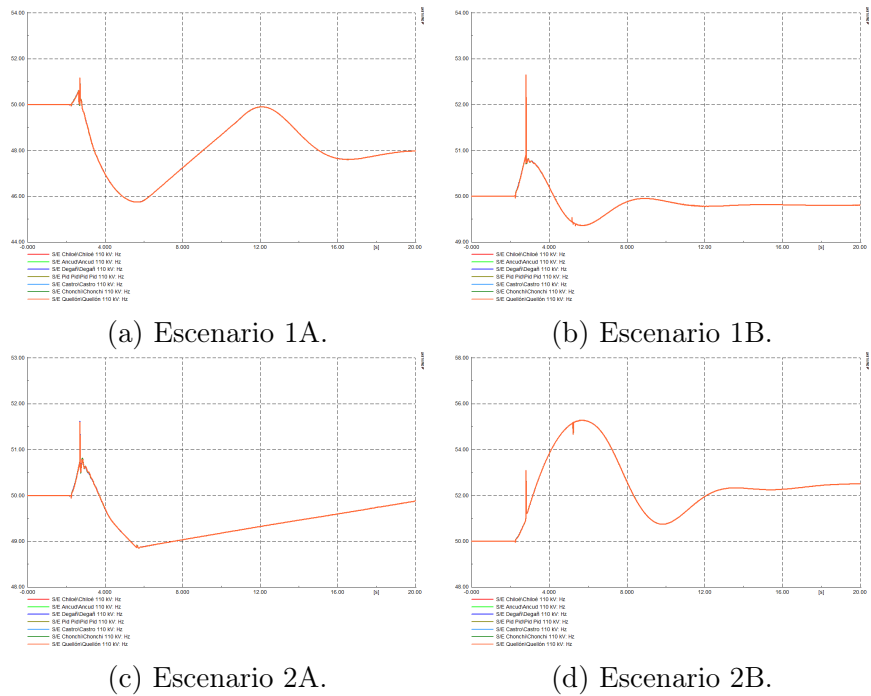 54.00
52.00
50.00
48.00
46.00
44.00
-0.000 4.000 8.000 12.00 16.00 [s] 20.00
S/E Chiloé\Chiloé 110 kV: Hz
S/E Ancud\Ancud 110 kV: Hz
S/E Degañ\Degañ 110 kV: Hz
S/E Pid Pid\Pid Pid 110 kV: Hz
S/E Castro\Castro 110 kV: Hz
S/E Chonchi\Chonchi 110 kV: Hz
S/E Quellón\Quellón 110 kV: Hz
(a) Escenario 1A.
54.00
53.00
52.00
51.00
50.00
49.00
-0.000 4.000 8.000 12.00 16.00 [s] 20.00
S/E Chiloé\Chiloé 110 kV: Hz
S/E Ancud\Ancud 110 kV: Hz
S/E Degañ\Degañ 110 kV: Hz
S/E Pid Pid\Pid Pid 110 kV: Hz
S/E Castro\Castro 110 kV: Hz
S/E Chonchi\Chonchi 110 kV: Hz
S/E Quellón\Quellón 110 kV: Hz
(b) Escenario 1B.
53.00
52.00
51.00
50.00
49.00
48.00
-0.000 4.000 8.000 12.00 16.00 [s] 20.00
S/E Chiloé\Chiloé 110 kV: Hz
S/E Ancud\Ancud 110 kV: Hz
S/E Degañ\Degañ 110 kV: Hz
S/E Pid Pid\Pid Pid 110 kV: Hz
S/E Castro\Castro 110 kV: Hz
S/E Chonchi\Chonchi 110 kV: Hz
S/E Quellón\Quellón 110 kV: Hz
(c) Escenario 2A.
58.00
56.00
54.00
52.00
50.00
48.00
-0.000 4.000 8.000 12.00 16.00 [s] 20.00
S/E Chiloé\Chiloé 110 kV: Hz
S/E Ancud\Ancud 110 kV: Hz
S/E Degañ\Degañ 110 kV: Hz
S/E Pid Pid\Pid Pid 110 kV: Hz
S/E Castro\Castro 110 kV: Hz
S/E Chonchi\Chonchi 110 kV: Hz
S/E Quellón\Quellón 110 kV: Hz
(d) Escenario 2B.